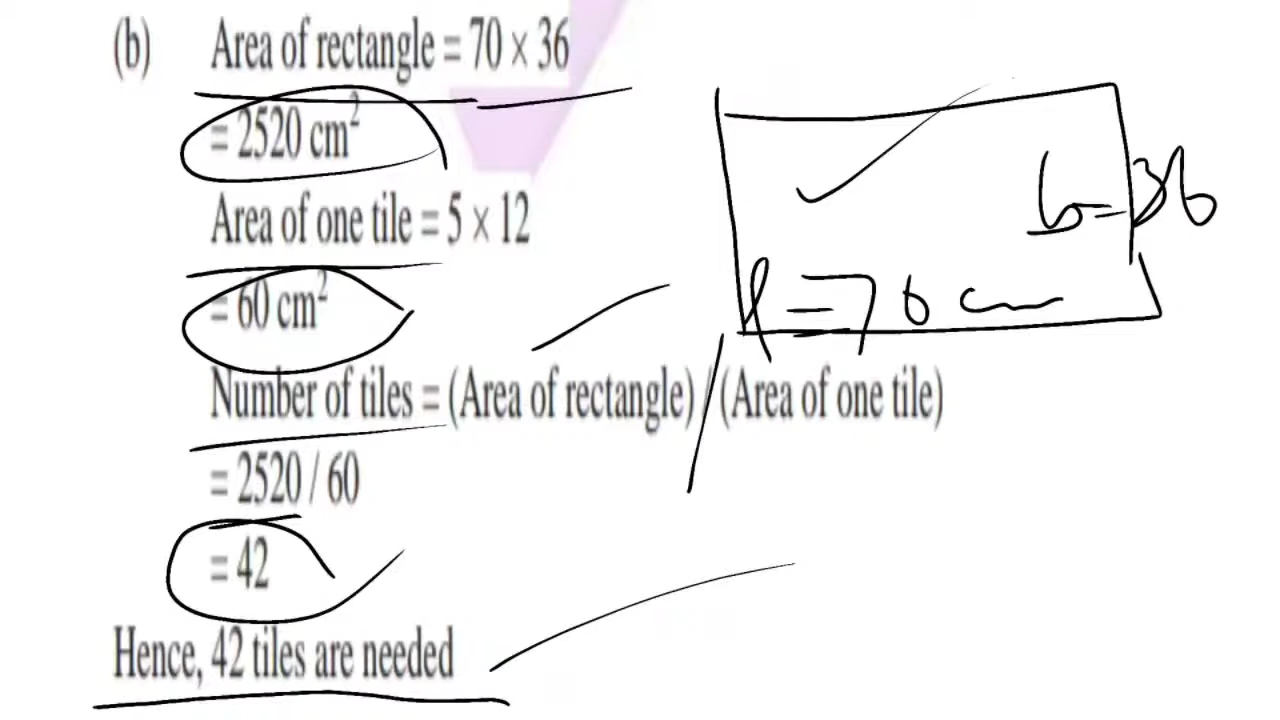 (b) Area of rectangle = 70 × 36
= 2520 cm²
Area of one tile = 5 × 12
= 60 cm²
Number of tiles = (Area of rectangle) / (Area of one tile)
= 2520 / 60
= 42
Hence, 42 tiles are needed
b = 36
l = 70 cm